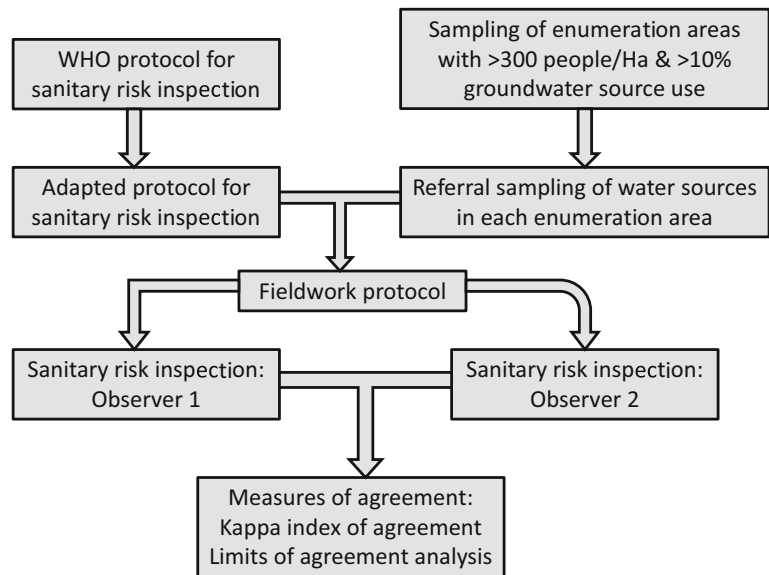 WHO protocol for
sanitary risk inspection
Sampling of enumeration areas
with >300 people/Ha & >10%
groundwater source use
Adapted protocol for
sanitary risk inspection
Referral sampling of water sources
in each enumeration area
Fieldwork protocol
Sanitary risk inspection:
Observer 1
Sanitary risk inspection:
Observer 2
Measures of agreement:
Kappa index of agreement
Limits of agreement analysis